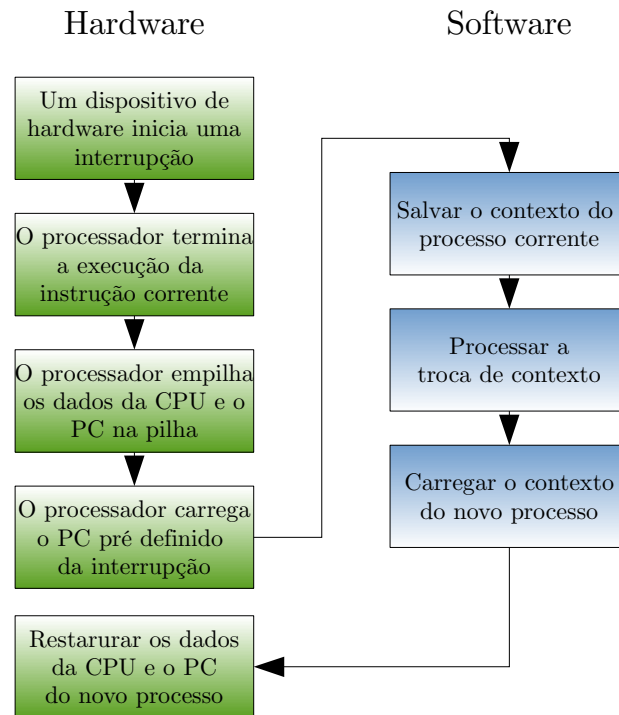 Hardware
Um dispositivo de
hardware inicia uma
interrupção
O processador termina
a execução da
instrução corrente
O processador empilha
os dados da CPU e o
PC na pilha
O processador carrega
o PC pré definido
da interrupção
Restarurar os dados
da CPU e o PC
do novo processo
Software
Salvar o contexto do
processo corrente
Processar a
troca de contexto
Carregar o contexto
do novo processo